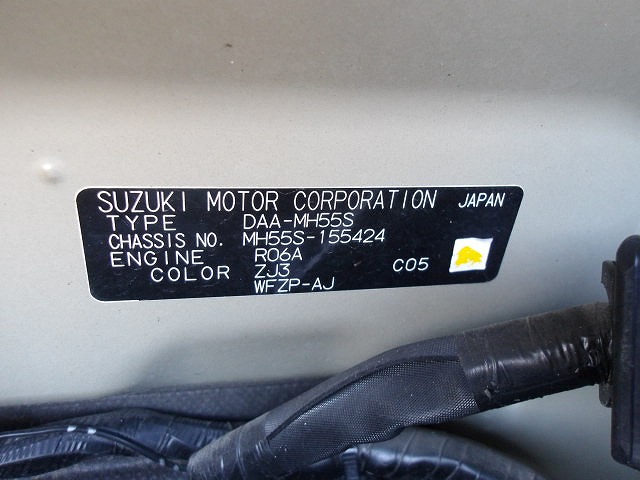 SUZUKI MOTOR CORPORATION JAPAN
TYPE DAA-MH55S
CHASSIS NO. MH55S-155424
ENGINE R06A
COLOR ZJ3 C05
WFZP-AJ